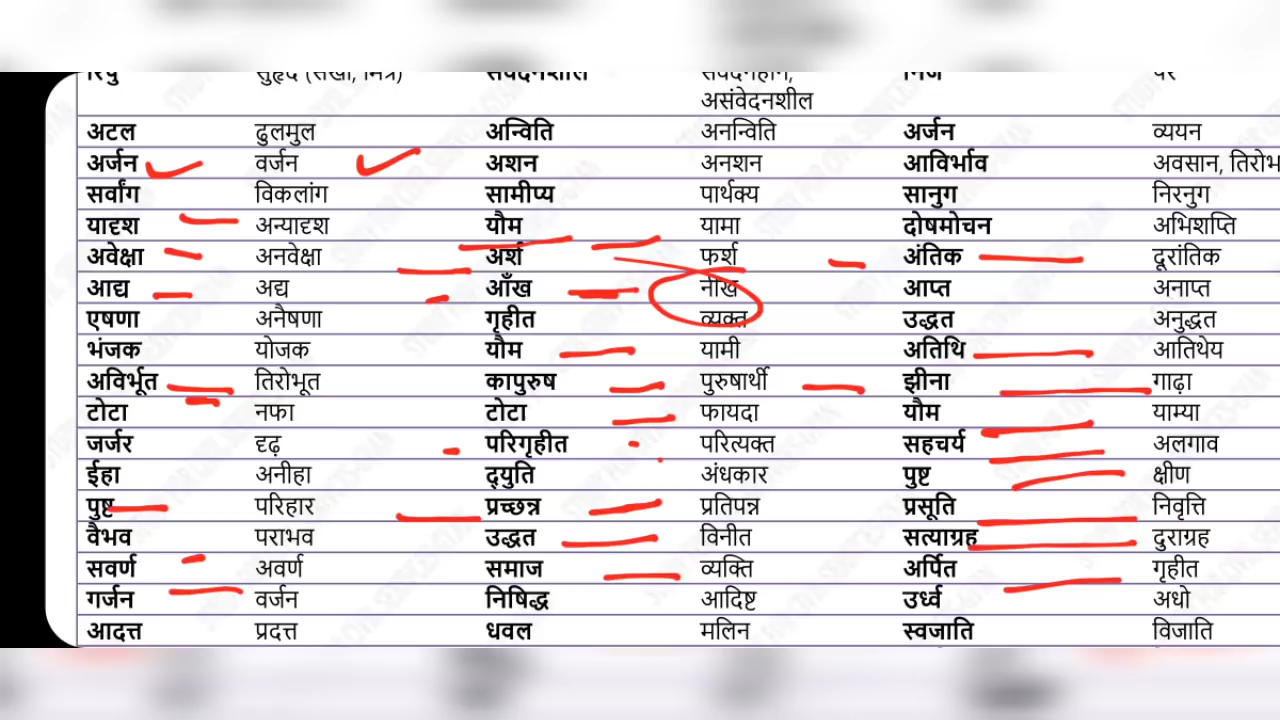 रिपु सुहृद (सखा, मित्र) संवेदनशील संवेदनहीन, निज पर
असंवेदनशील
अटल ढुलमुल अन्विति अनन्विति अर्जन व्ययन
अर्जन वर्जन अशन अनशन आविर्भाव अवसान, तिरोभ
सर्वांग विकलांग सामीप्य पार्थक्य सानुग निरनुग
यादृश अन्यादृश यौम यामा दोषमोचन अभिशप्ति
अवेक्षा अनवेक्षा अर्श फर्श अंतिक दूरांतिक
आद्य अद्य आँख नीख आप्त अनाप्त
एषणा अनैषणा गृहीत व्यक्त उद्धत अनुद्धत
भंजक योजक यौम यामी अतिथि आतिथेय
अविर्भूत तिरोभूत कापुरुष पुरुषार्थी झीना गाढ़ा
टोटा नफा टोटा फायदा यौम याम्या
जर्जर दृढ़ परिगृहीत परित्यक्त सहचर्य अलगाव
ईहा अनीहा द्युति अंधकार पुष्ट क्षीण
पुष्ट परिहार प्रच्छन्न प्रतिपन्न प्रसूति निवृत्ति
वैभव पराभव उद्धत विनीत सत्याग्रह दुराग्रह
सवर्ण अवर्ण समाज व्यक्ति अर्पित गृहीत
गर्जन वर्जन निषिद्ध आदिष्ट उर्ध्व अधो
आदत्त प्रदत्त धवल मलिन स्वजाति विजाति